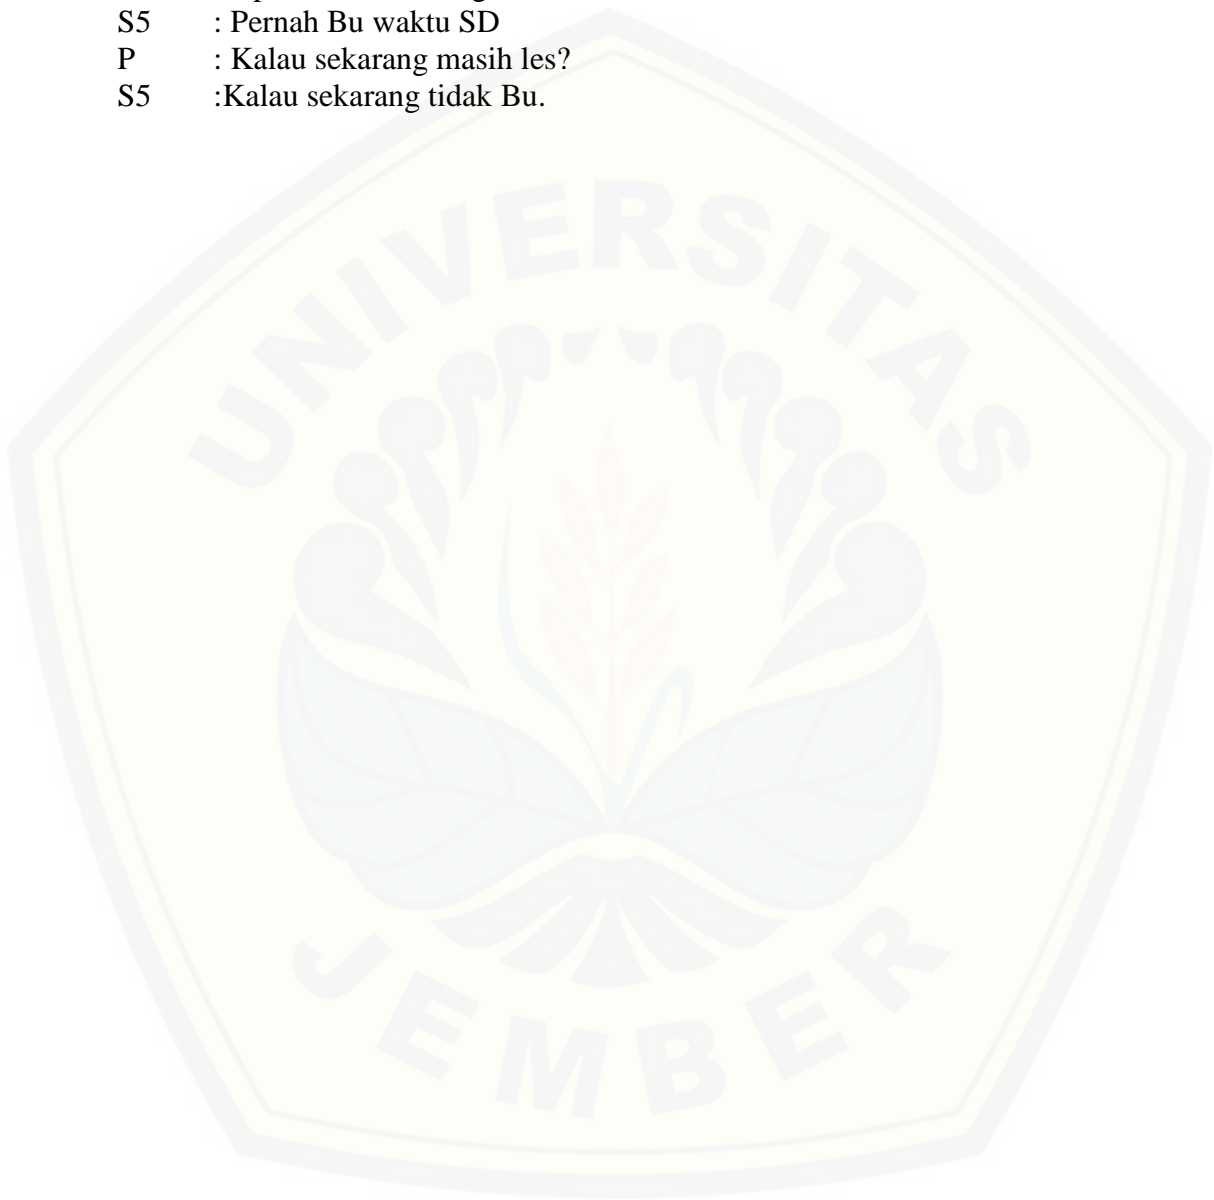 S5 : Pernah Bu waktu SD
P : Kalau sekarang masih les?
S5 :Kalau sekarang tidak Bu.
UNIVERSITAS
JEMBER